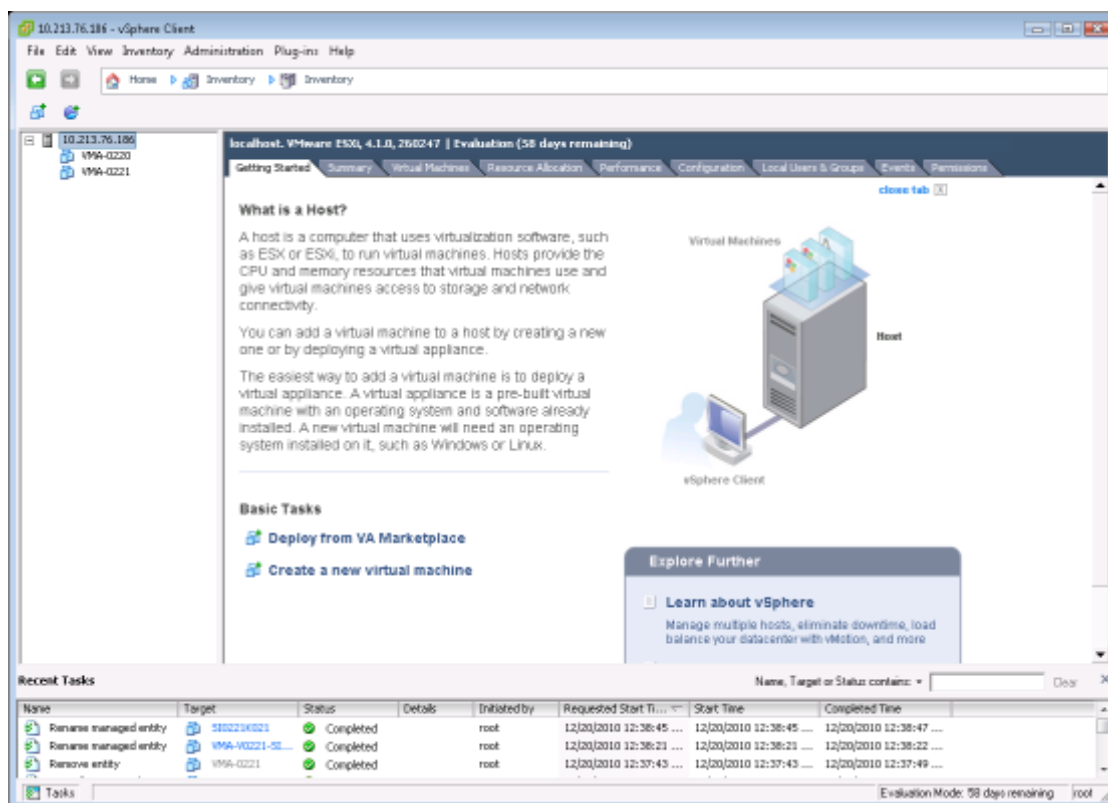 10.213.76.186 - vSphere Client
File Edit View Inventory Administration Plug-ins Help
Home Inventory Inventory
10.213.76.186
VMA-0220
VMA-0221
localhost. VMware ESXi, 4.1.0, 260247 | Evaluation (58 days remaining)
Getting Started Summary Virtual Machines Resource Allocation Performance Configuration Local Users & Groups Events Permissions
close tab
What is a Host?
A host is a computer that uses virtualization software, such
as ESX or ESXi, to run virtual machines. Hosts provide the
CPU and memory resources that virtual machines use and
give virtual machines access to storage and network
connectivity.
You can add a virtual machine to a host by creating a new
one or by deploying a virtual appliance.
The easiest way to add a virtual machine is to deploy a
virtual appliance. A virtual appliance is a pre-built virtual
machine with an operating system and software already
installed. A new virtual machine will need an operating
system installed on it, such as Windows or Linux.
Virtual Machines
Host
vSphere Client
Basic Tasks
Deploy from VA Marketplace
Create a new virtual machine
Explore Further
Learn about vSphere
Manage multiple hosts, eliminate downtime, load
balance your datacenter with vMotion, and more
Recent Tasks
Name, Target or Status contains: Clear
Name Target Status Details Initiated by Requested Start Ti... Start Time Completed Time
Rename managed entity SI0221K021 Completed root 12/20/2010 12:38:45 ... 12/20/2010 12:38:45 ... 12/20/2010 12:38:47 ...
Rename managed entity VMA-V0221-SI... Completed root 12/20/2010 12:38:21 ... 12/20/2010 12:38:21 ... 12/20/2010 12:38:22 ...
Remove entity VMA-0221 Completed root 12/20/2010 12:37:43 ... 12/20/2010 12:37:43 ... 12/20/2010 12:37:49 ...
Tasks Evaluation Mode: 58 days remaining root